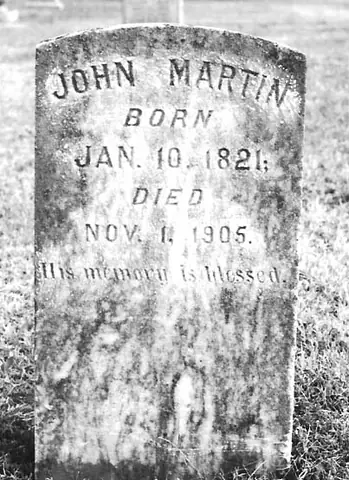 JOHN MARTIN
BORN
JAN. 10. 1821;
DIED
NOV. 1, 1905.
His memory is blessed.